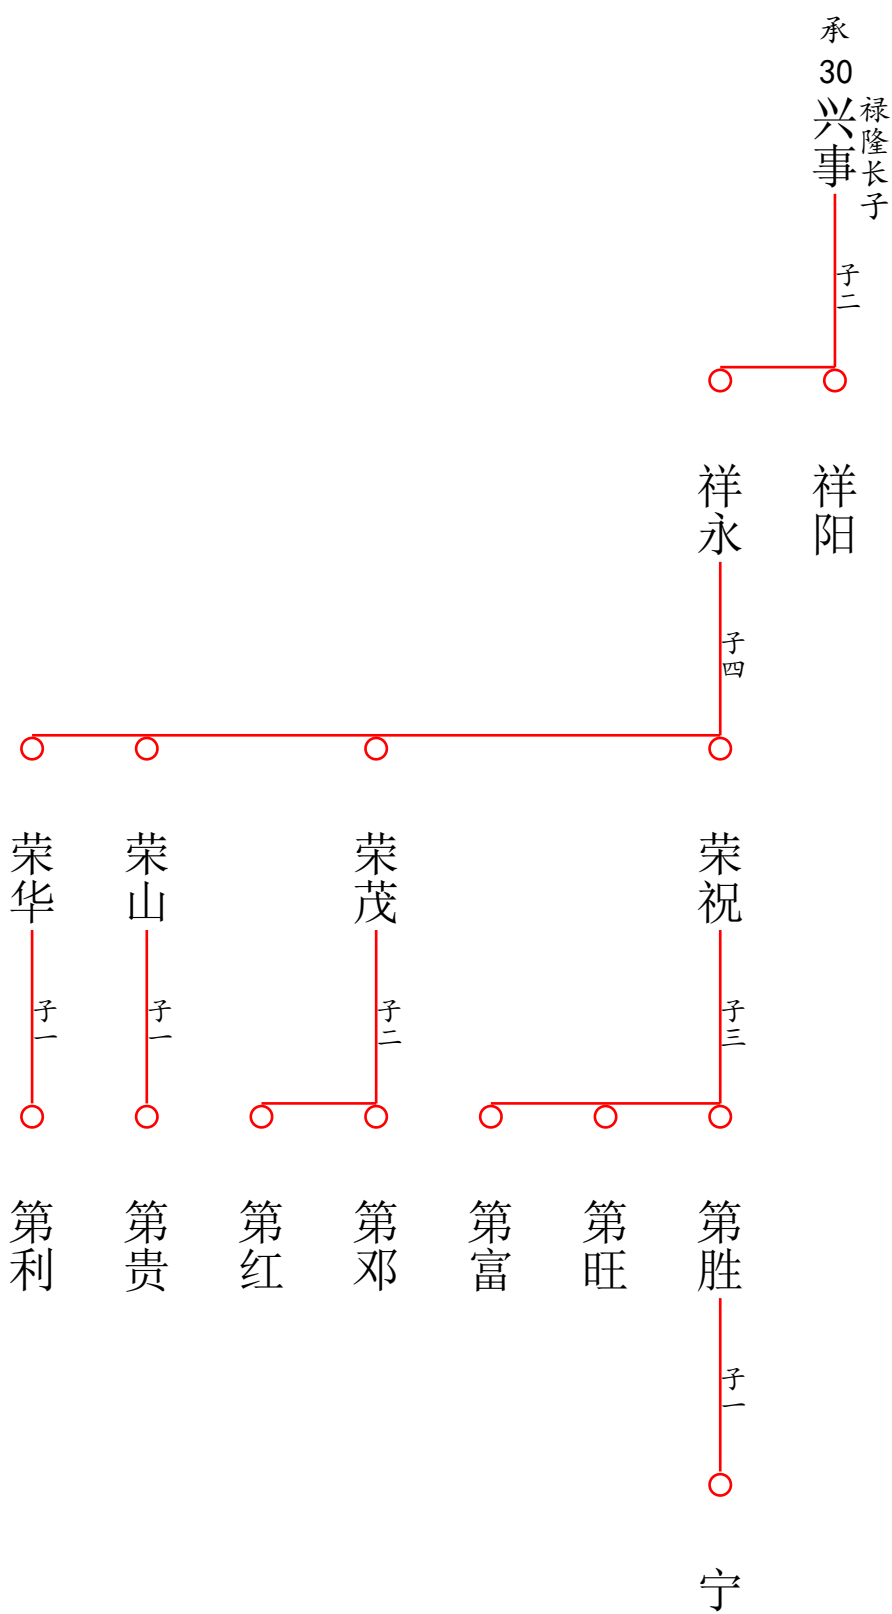 承
30
兴事
禄隆长子
子二
祥阳
祥永
子四
荣祝
荣茂
荣山
荣华
子三
子二
子一
子一
第胜
第旺
第富
第邓
第红
第贵
第利
子一
宁